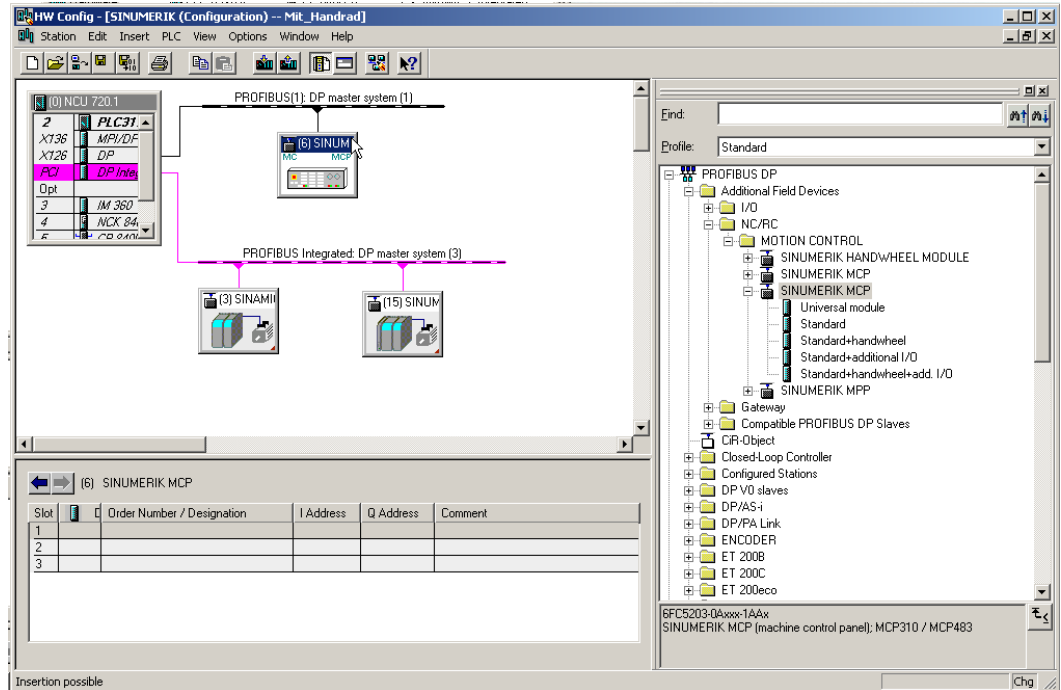 HW Config - [SINUMERIK (Configuration) -- Mit_Handrad]
Station Edit Insert PLC View Options Window Help
(0) NCU 720.1
2 PLC31
X136 MPI/DP
X126 DP
PCI DP Integ
Opt
3 IM 360
4 NCK 84
PROFIBUS(1): DP master system (1)
(6) SINUM
MC MCP
PROFIBUS Integrated: DP master system (3)
(3) SINAMI
(15) SINUM
Find:
Profile: Standard
PROFIBUS DP
Additional Field Devices
I/O
NC/RC
MOTION CONTROL
SINUMERIK HANDWHEEL MODULE
SINUMERIK MCP
SINUMERIK MCP
Universal module
Standard
Standard+handwheel
Standard+additional I/O
Standard+handwheel+add. I/O
SINUMERIK MPP
Gateway
Compatible PROFIBUS DP Slaves
CiR-Object
Closed-Loop Controller
Configured Stations
DP V0 slaves
DP/AS-i
DP/PA Link
ENCODER
ET 200B
ET 200C
ET 200eco
6FC5203-0Axxx-1AAx
SINUMERIK MCP (machine control panel); MCP310 / MCP483
(6) SINUMERIK MCP
Slot D Order Number / Designation I Address Q Address Comment
1
2
3
Insertion possible
Chg